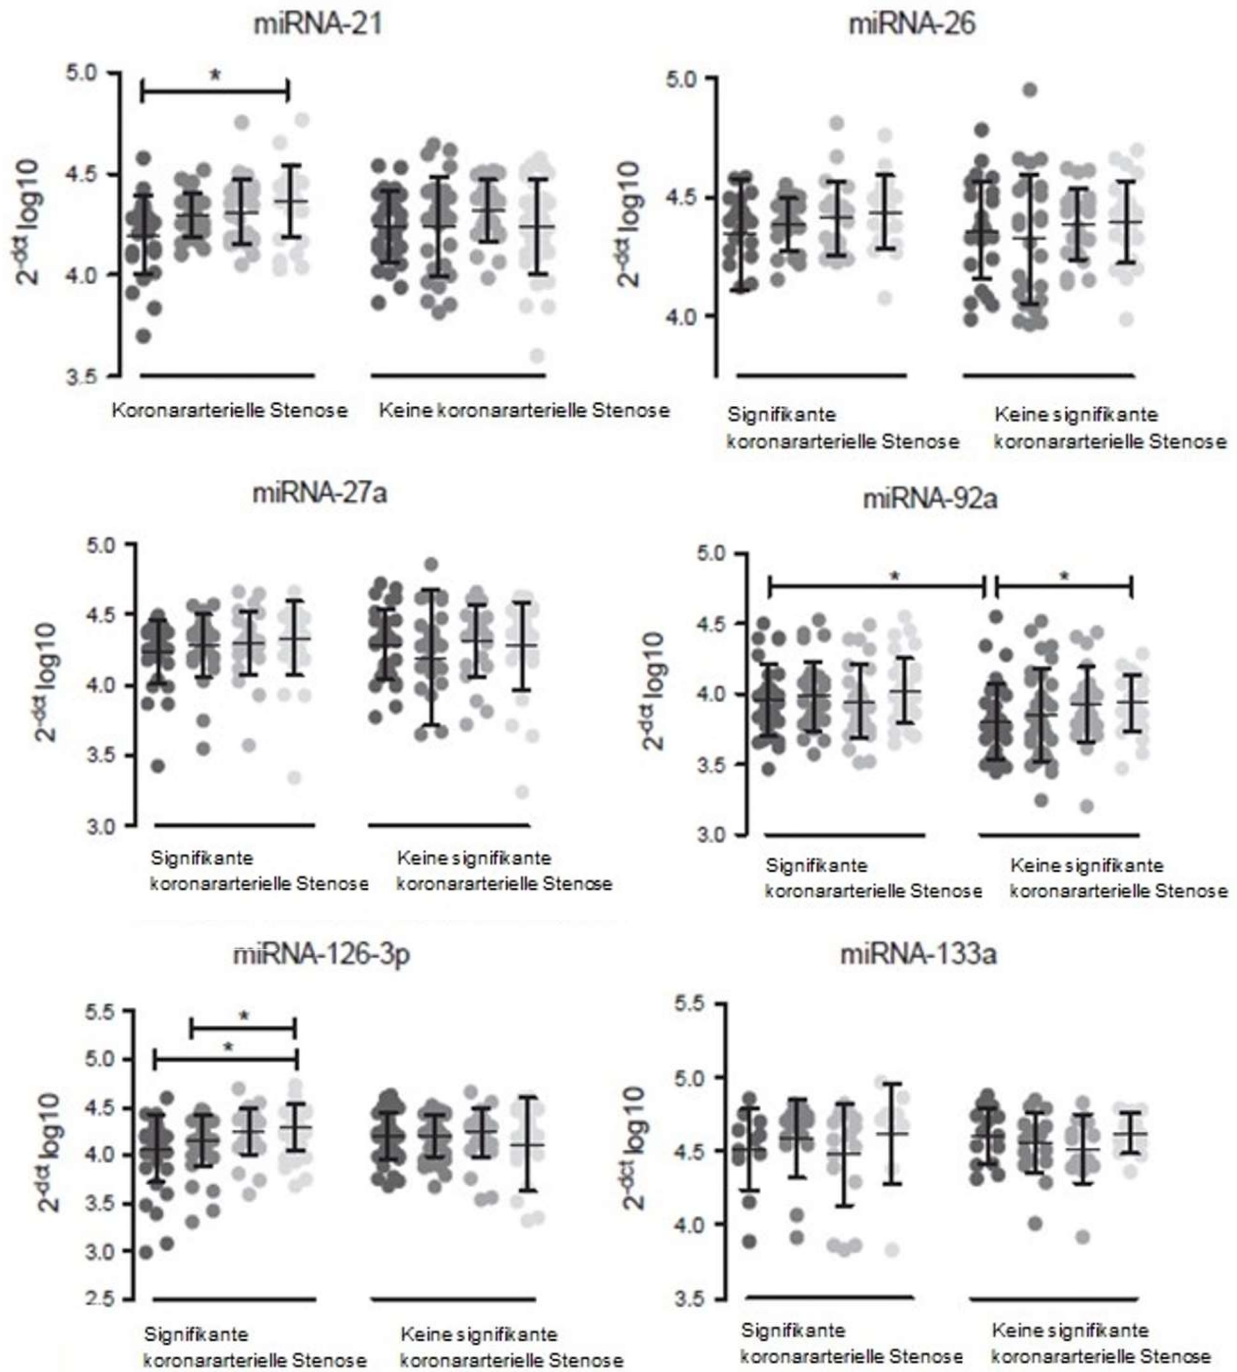 miRNA-21
5.0
*
4.5
4.0
3.5
2-dct log10
Koronararterielle Stenose
Keine koronararterielle Stenose
miRNA-26
5.0
4.5
4.0
2-dct log10
Signifikante
koronararterielle Stenose
Keine signifikante
koronararterielle Stenose
miRNA-27a
5.0
4.5
4.0
3.5
3.0
2-dct log10
Signifikante
koronararterielle Stenose
Keine signifikante
koronararterielle Stenose
miRNA-92a
5.0
*
*
4.5
4.0
3.5
3.0
2-dct log10
Signifikante
koronararterielle Stenose
Keine signifikante
koronararterielle Stenose
miRNA-126-3p
5.5
*
*
5.0
4.5
4.0
3.5
3.0
2.5
2-dct log10
Signifikante
koronararterielle Stenose
Keine signifikante
koronararterielle Stenose
miRNA-133a
5.5
5.0
4.5
4.0
3.5
2-dct log10
Signifikante
koronararterielle Stenose
Keine signifikante
koronararterielle Stenose